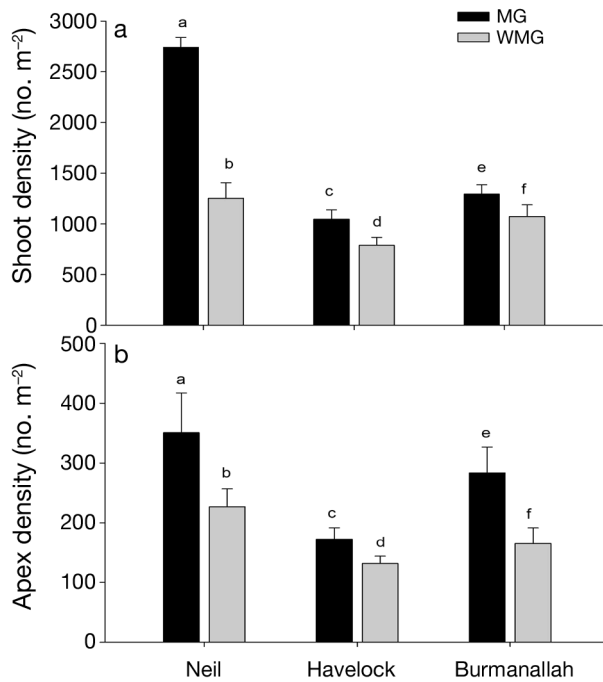 a
MG
WMG
Shoot density (no. m⁻²)
3000
2500
2000
1500
1000
500
0
a
b
c
d
e
f
b
Apex density (no. m⁻²)
500
400
300
200
100
0
a
b
c
d
e
f
Neil
Havelock
Burmanallah